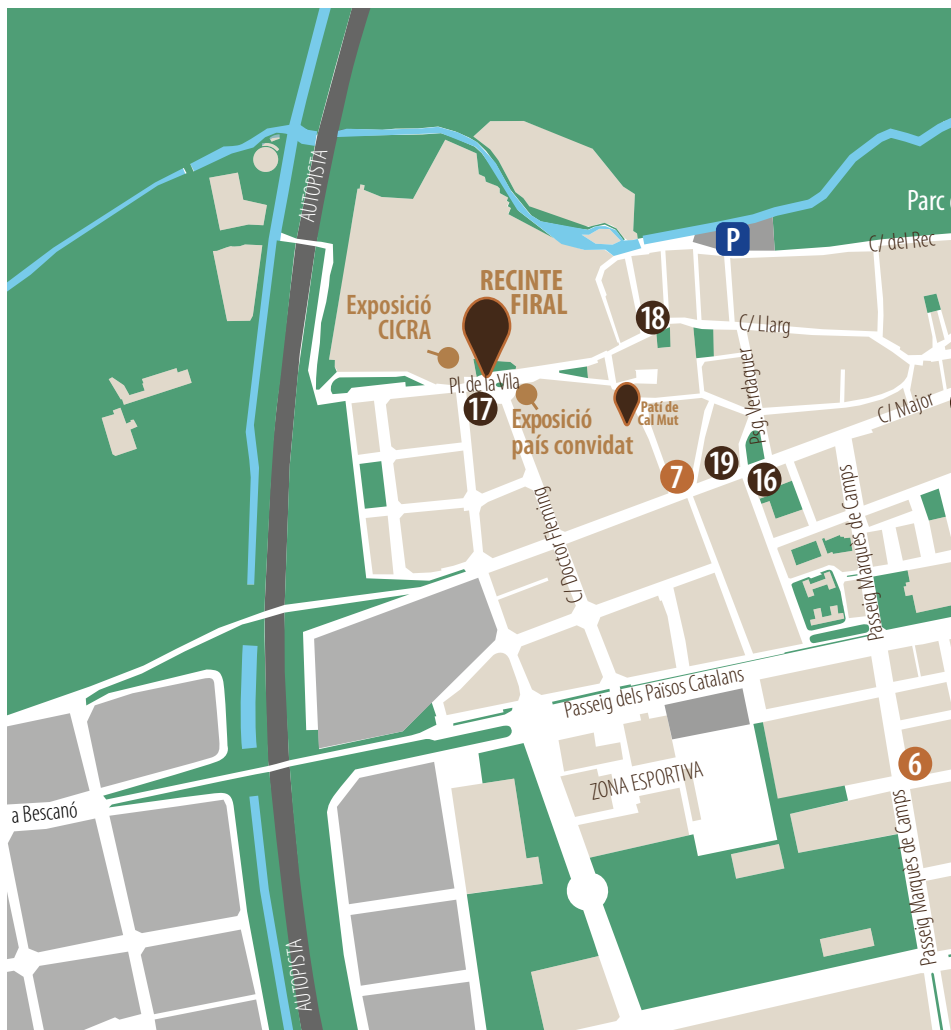 AUTOPISTA
Parc
P
C/ del Rec
RECINTE
FIRAL
Exposició
CICRA
18
C/ Llarg
Pl. de la Vila
17
Exposició
país convidat
Patí de
Cal Mut
Psg. Verdaguer
C/ Major
7
19
16
C/ Doctor Fleming
Passeig Marquès de Camps
Passeig dels Països Catalans
ZONA ESPORTIVA
6
a Bescanó
Passeig Marquès de Camps
AUTOPISTA